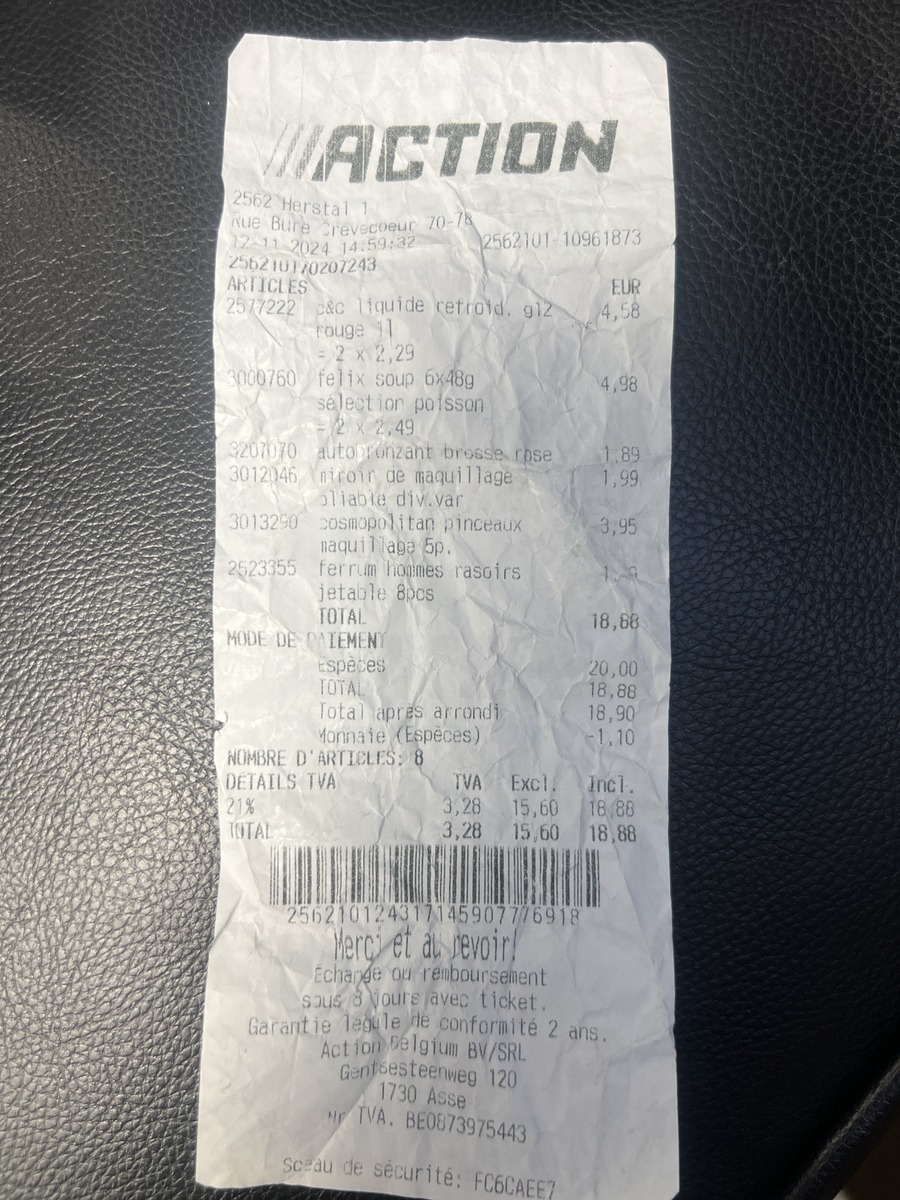 ACTION
2562 Herstal 1
Rue Bure Crevecoeur 70-78
12-11-2024 14:59:32 2562101-10961873
256210170207243
ARTICLES EUR
2577222 c&c liquide refroid. g12 4,58
rouge 1l
= 2 x 2,29
3000760 felix soup 6x48g 4,98
sélection poisson
= 2 x 2,49
3207070 autobronzant brosse rose 1,89
3012046 miroir de maquillage 1,99
pliable div.var
3013290 cosmopolitan pinceaux 3,95
maquillage 5p.
2523355 ferrum hommes rasoirs
jetable 8pcs
TOTAL 18,88
MODE DE PAIEMENT
Espèces 20,00
TOTAL 18,88
Total après arrondi 18,90
Monnaie (Espèces) -1,10
NOMBRE D'ARTICLES: 8
DÉTAILS TVA TVA Excl. Incl.
21% 3,28 15,60 18,88
TOTAL 3,28 15,60 18,88
256210124317145907776918
Merci et au revoir!
Échange ou remboursement
sous 8 jours avec ticket.
Garantie légale de conformité 2 ans.
Action Belgium BV/SRL
Gentsesteenweg 120
1730 Asse
Nr TVA. BE0873975443
Sceau de sécurité: FC6CAEE7